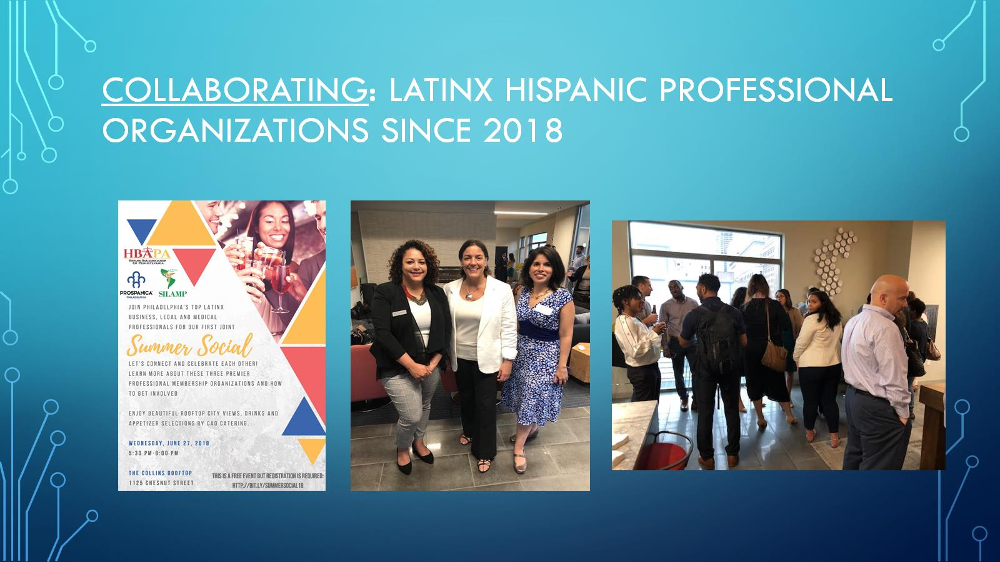 COLLABORATING: LATINX HISPANIC PROFESSIONAL
ORGANIZATIONS SINCE 2018
HBAPA
HISPANIC BAR ASSOCIATION
OF PENNSYLVANIA
PROSPANICA
PHILADELPHIA
SILAMP
JOIN PHILADELPHIA'S TOP LATINX
BUSINESS, LEGAL AND MEDICAL
PROFESSIONALS FOR OUR FIRST JOINT
Summer Social
LET'S CONNECT AND CELEBRATE EACH OTHER!
LEARN MORE ABOUT THESE THREE PREMIER
PROFESSIONAL MEMBERSHIP ORGANIZATIONS AND HOW
TO GET INVOLVED
ENJOY BEAUTIFUL ROOFTOP CITY VIEWS, DRINKS AND
APPETIZER SELECTIONS BY CAO CATERING.
WEDNESDAY, JUNE 27, 2018
5:30 PM-8:00 PM
THE COLLINS ROOFTOP
1125 CHESNUT STREET
THIS IS A FREE EVENT BUT REGISTRATION IS REQUIRED:
HTTP://BIT.LY/SUMMERSOCIAL18